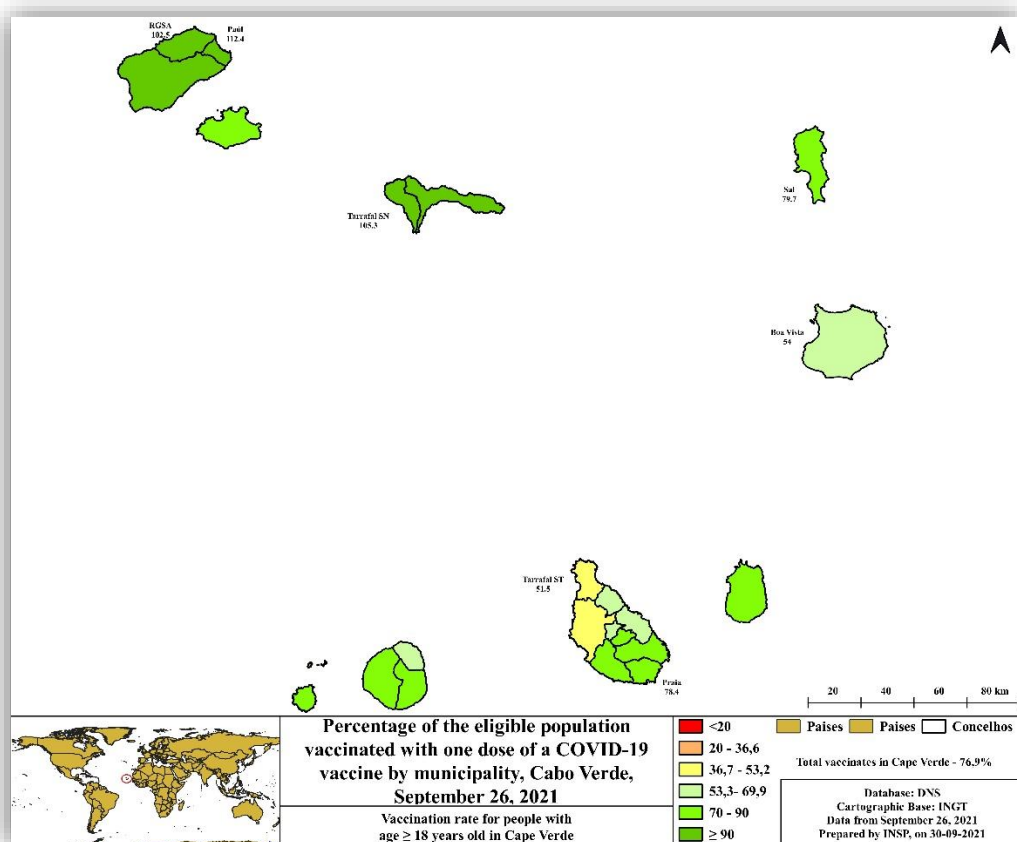 RGSA
102.5
Paúl
112.4
Tarrafal SN
105.3
Sal
79.7
Boa Vista
54
Tarrafal ST
51.5
Praia
78.4
20 40 60 80 km
Percentage of the eligible population
vaccinated with one dose of a COVID-19
vaccine by municipality, Cabo Verde,
September 26, 2021
Vaccination rate for people with
age ≥ 18 years old in Cape Verde
<20
20 - 36,6
36,7 - 53,2
53,3- 69,9
70 - 90
≥ 90
Paises Paises Concelhos
Total vaccinates in Cape Verde - 76.9%
Database: DNS
Cartographic Base: INGT
Data from September 26, 2021
Prepared by INSP, on 30-09-2021